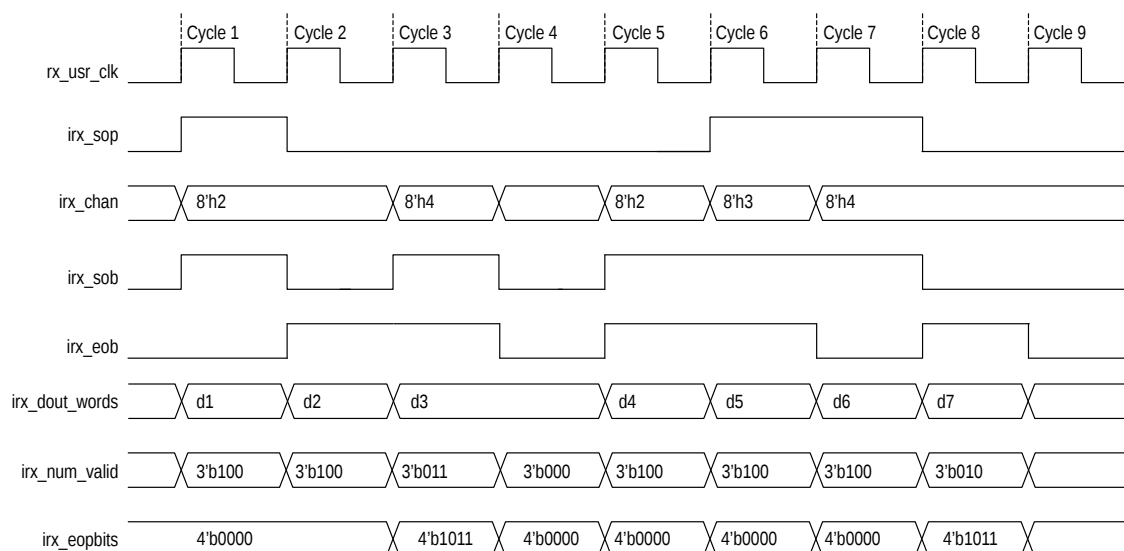 Cycle 1 Cycle 2 Cycle 3 Cycle 4 Cycle 5 Cycle 6 Cycle 7 Cycle 8 Cycle 9
rx_usr_clk
irx_sop
irx_chan 8'h2 8'h4 8'h2 8'h3 8'h4
irx_sob
irx_eob
irx_dout_words d1 d2 d3 d4 d5 d6 d7
irx_num_valid 3'b100 3'b100 3'b011 3'b000 3'b100 3'b100 3'b100 3'b010
irx_eopbits 4'b0000 4'b1011 4'b0000 4'b0000 4'b0000 4'b0000 4'b1011